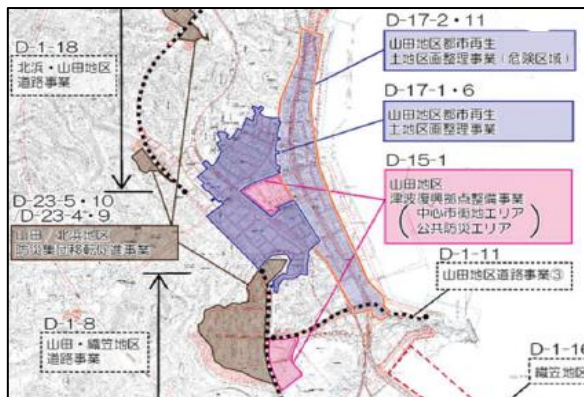 D-1-18
北浜・山田地区
道路事業
D-17-2・11
山田地区都市再生
土地区画整理事業(危険区域)
D-17-1・6
山田地区都市再生
土地区画整理事業
D-15-1
山田地区
津波復興拠点整備事業
(中心市街地エリア
公共防災エリア)
D-23-5・10
D-23-4・9
山田/北浜地区
防災集団移転促進事業
D-1-11
山田地区道路事業③
D-1-8
山田・織笠地区
道路事業
D-1-16
織笠地区